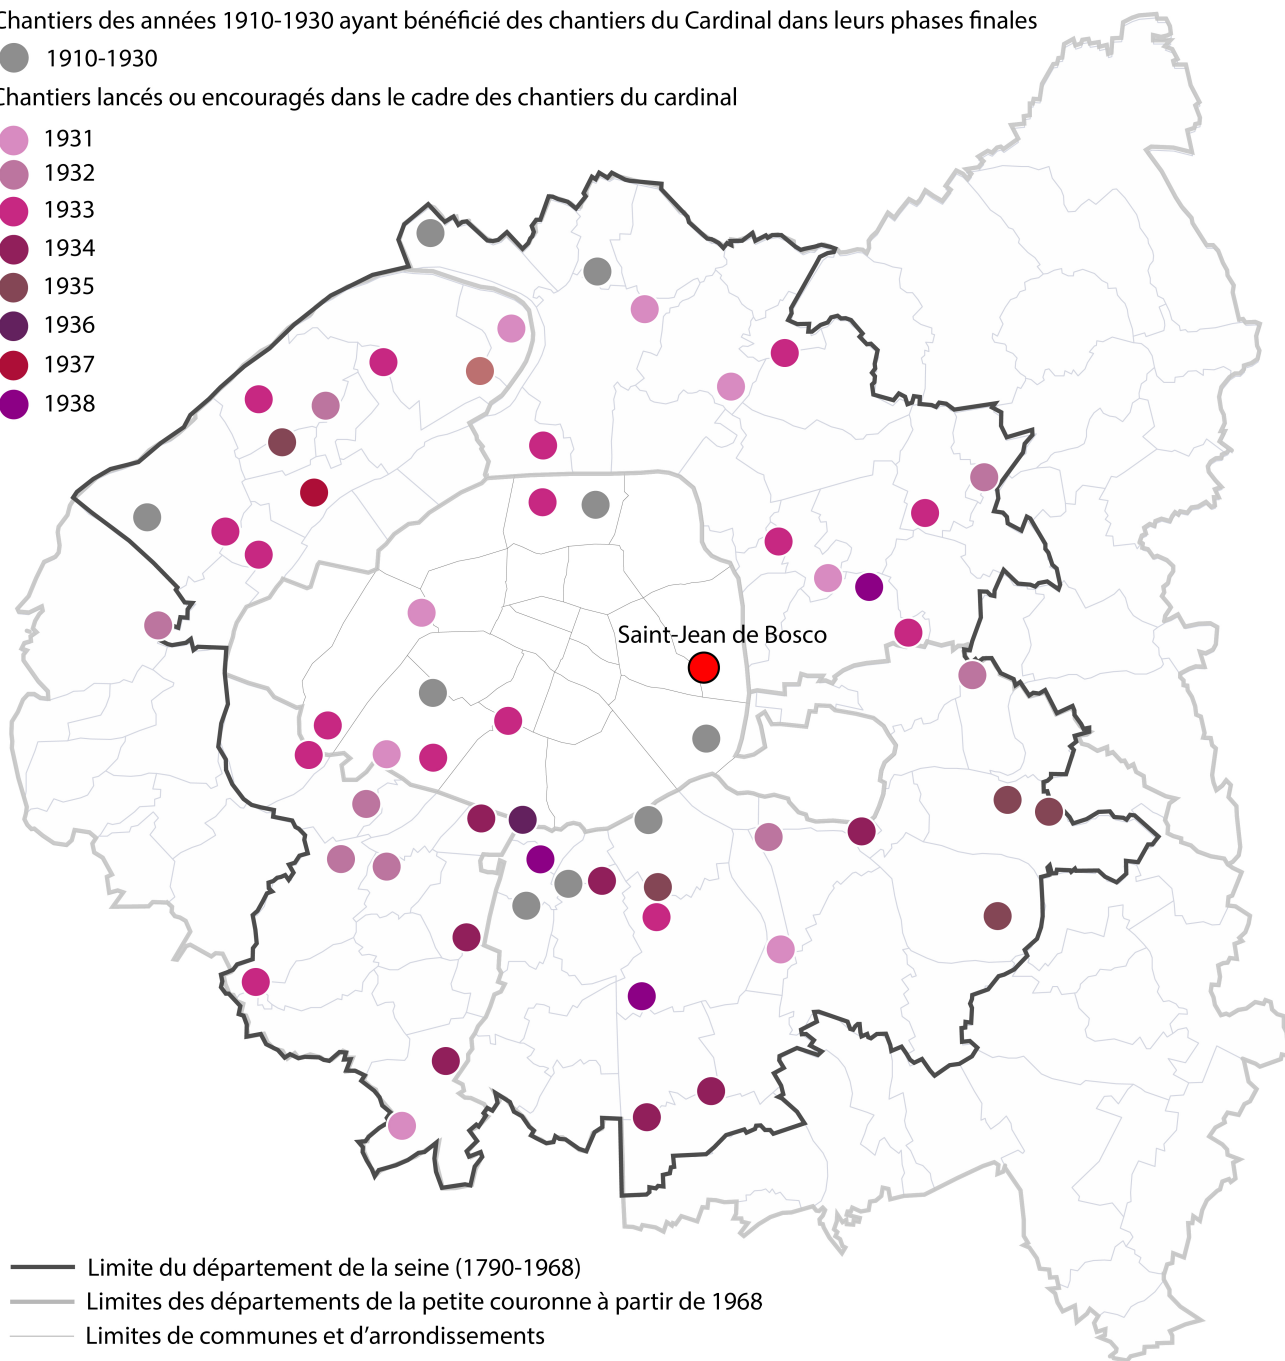 Chantiers des années 1910-1930 ayant bénéficié des chantiers du Cardinal dans leurs phases finales
1910-1930
Chantiers lancés ou encouragés dans le cadre des chantiers du cardinal
1931
1932
1933
1934
1935
1936
1937
1938
Saint-Jean de Bosco
Limite du département de la seine (1790-1968)
Limites des départements de la petite couronne à partir de 1968
Limites de communes et d'arrondissements